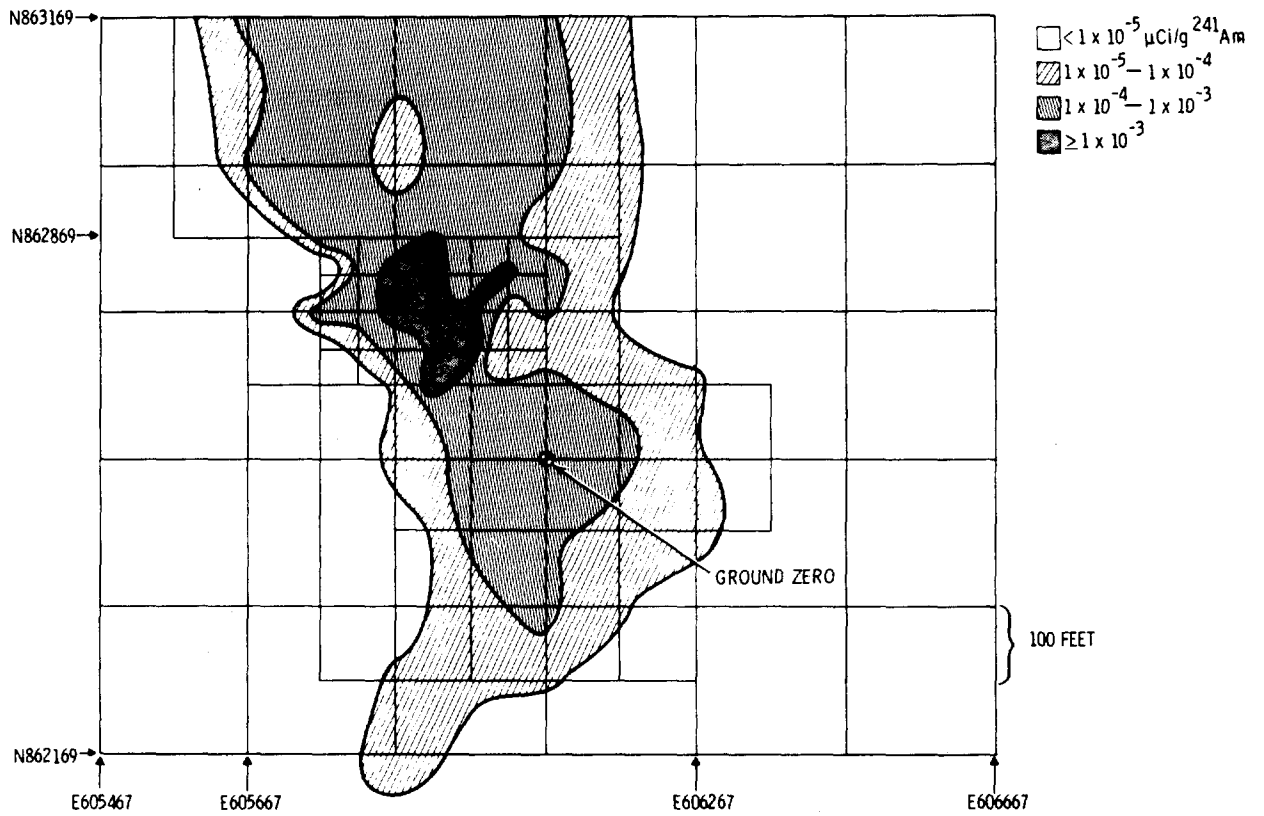 N863169
< 1 x 10⁻⁵ μCi/g ²⁴¹Am
1 x 10⁻⁵ – 1 x 10⁻⁴
1 x 10⁻⁴ – 1 x 10⁻³
≥ 1 x 10⁻³
N862869
GROUND ZERO
100 FEET
N862169
E605467
E605667
E606267
E606667